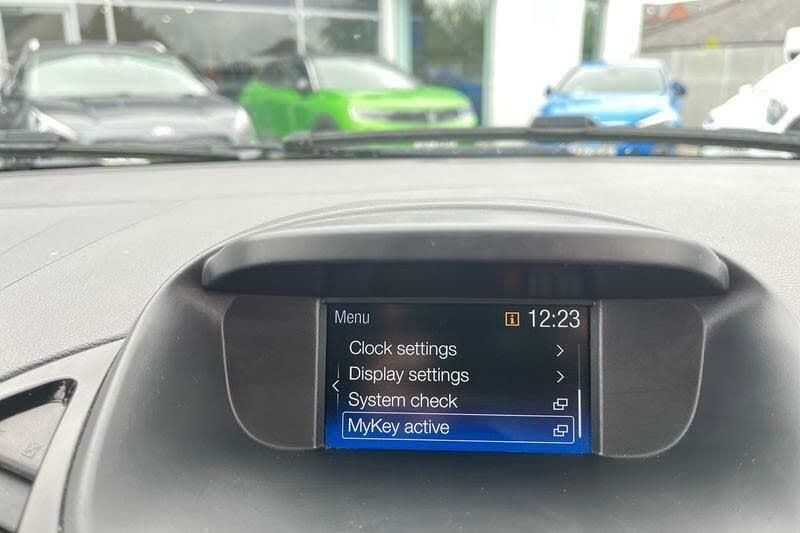 Menu
12:23
Clock settings
Display settings
System check
MyKey active